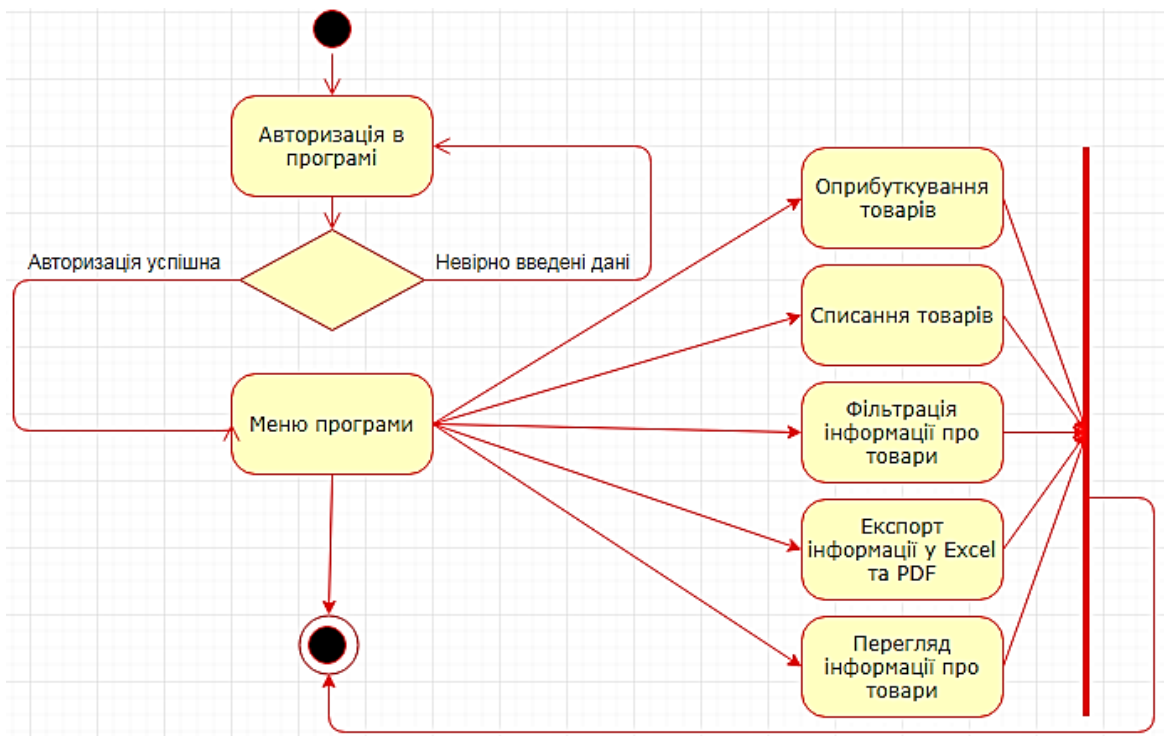 Авторизація в
програмі
Авторизація успішна
Невірно введені дані
Меню програми
Оприбуткування
товарів
Списання товарів
Фільтрація
інформації про
товари
Експорт
інформації у Excel
та PDF
Перегляд
інформації про
товари